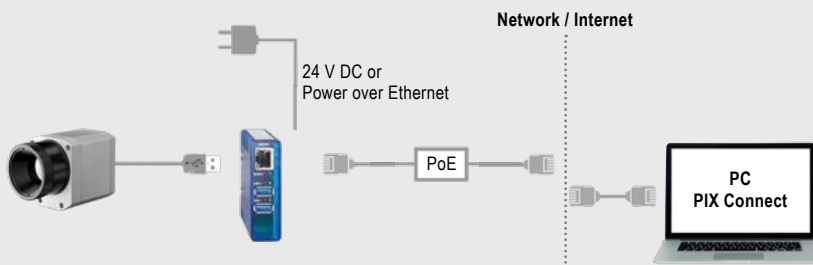 Network / Internet
24 V DC or
Power over Ethernet
PoE
PC
PIX Connect